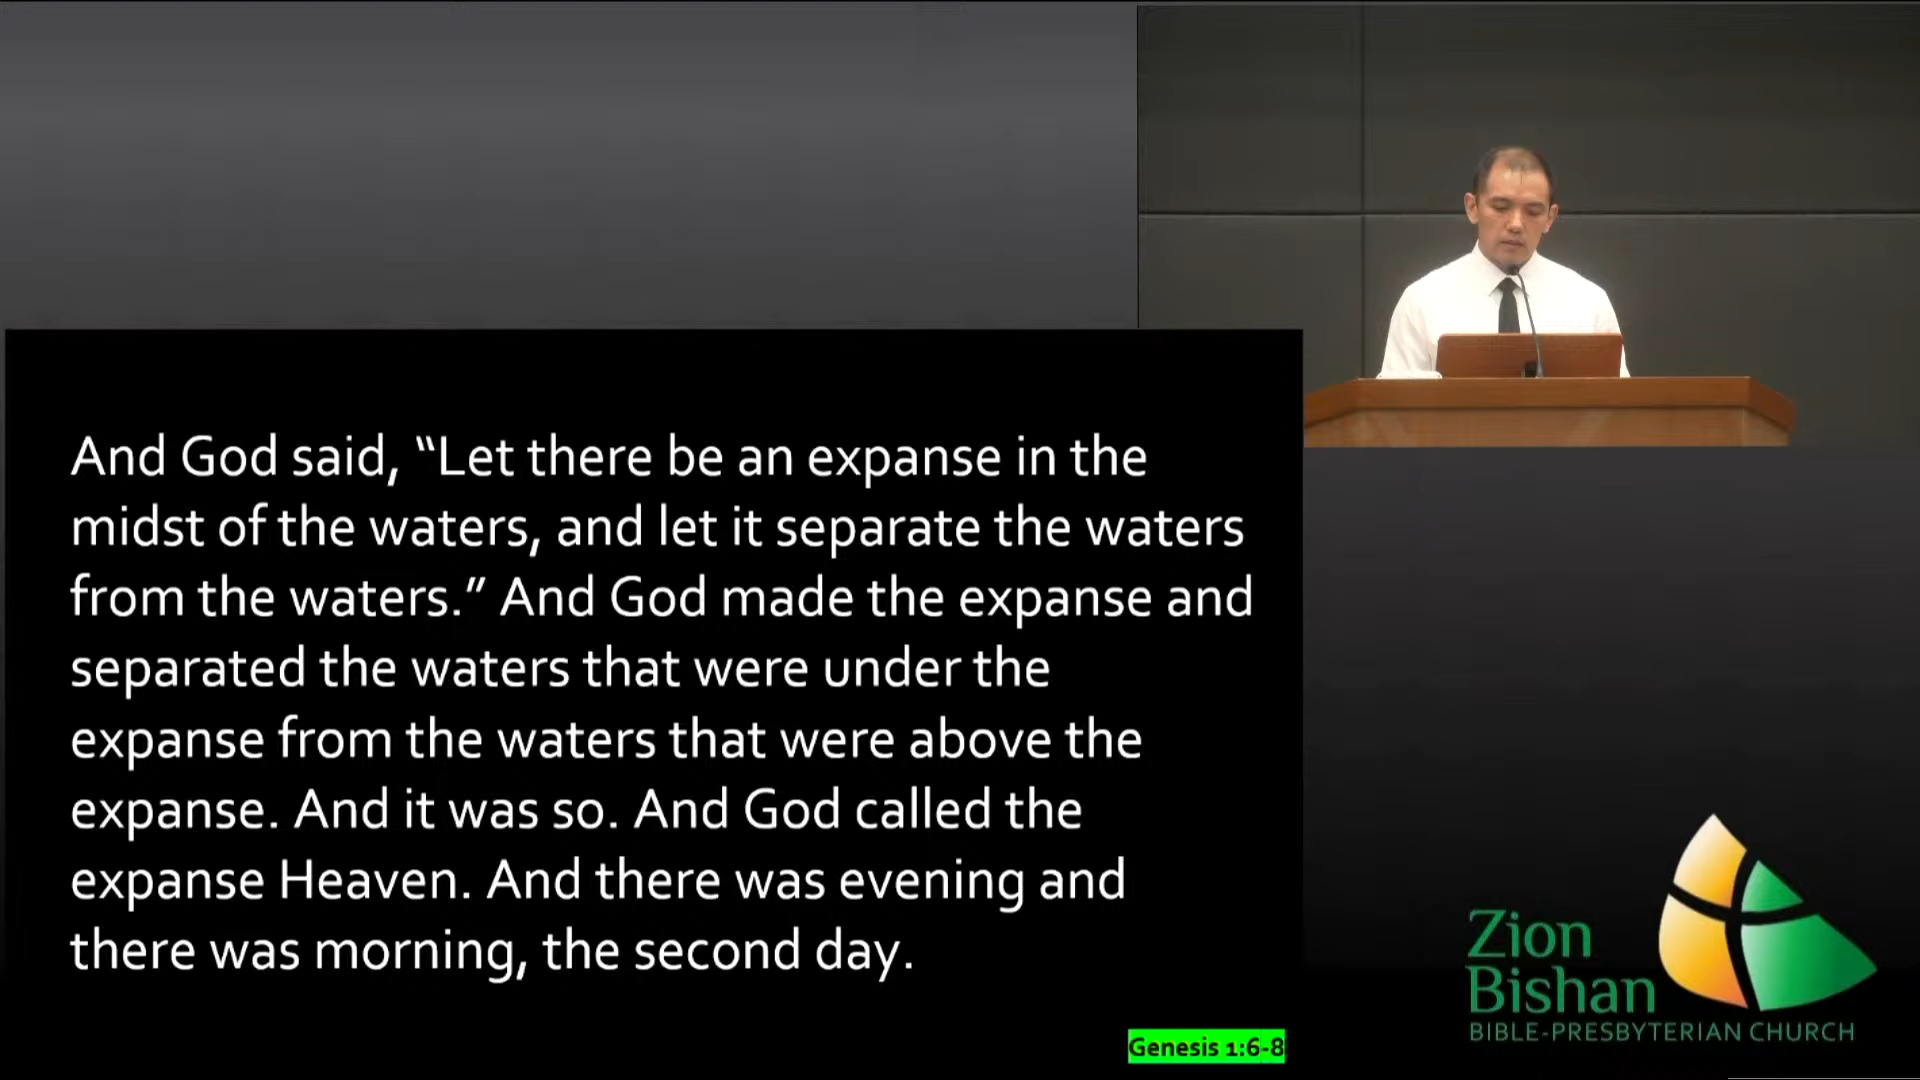 And God said, “Let there be an expanse in the
midst of the waters, and let it separate the waters
from the waters.” And God made the expanse and
separated the waters that were under the
expanse from the waters that were above the
expanse. And it was so. And God called the
expanse Heaven. And there was evening and
there was morning, the second day.
Genesis 1:6-8
Zion
Bishan
BIBLE-PRESBYTERIAN CHURCH